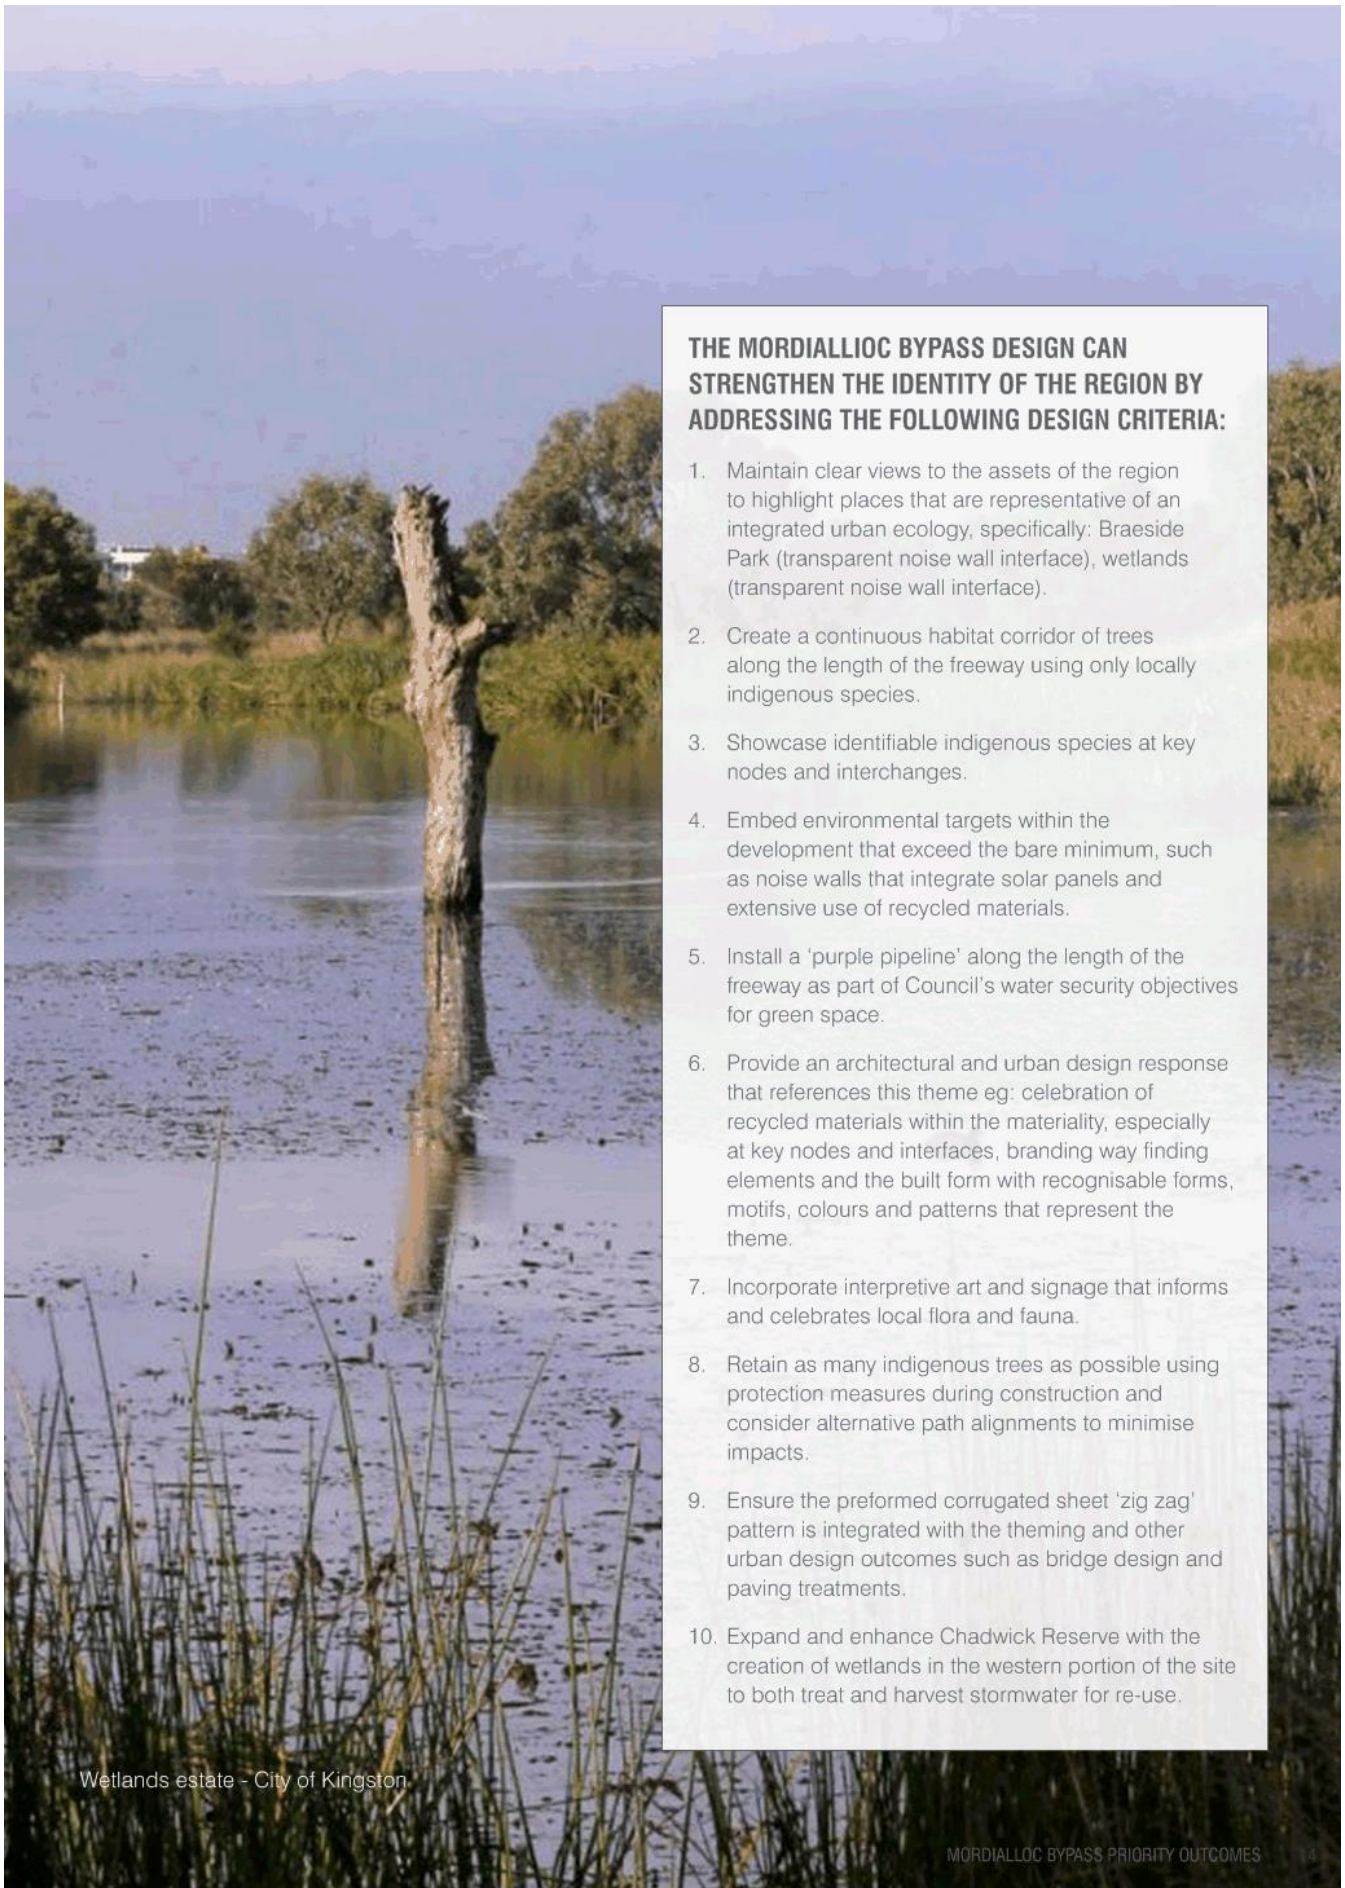 THE MORDIALLIOC BYPASS DESIGN CAN
STRENGTHEN THE IDENTITY OF THE REGION BY
ADDRESSING THE FOLLOWING DESIGN CRITERIA:
1. Maintain clear views to the assets of the region
to highlight places that are representative of an
integrated urban ecology, specifically: Braeside
Park (transparent noise wall interface), wetlands
(transparent noise wall interface).
2. Create a continuous habitat corridor of trees
along the length of the freeway using only locally
indigenous species.
3. Showcase identifiable indigenous species at key
nodes and interchanges.
4. Embed environmental targets within the
development that exceed the bare minimum, such
as noise walls that integrate solar panels and
extensive use of recycled materials.
5. Install a ‘purple pipeline’ along the length of the
freeway as part of Council’s water security objectives
for green space.
6. Provide an architectural and urban design response
that references this theme eg: celebration of
recycled materials within the materiality, especially
at key nodes and interfaces, branding way finding
elements and the built form with recognisable forms,
motifs, colours and patterns that represent the
theme.
7. Incorporate interpretive art and signage that informs
and celebrates local flora and fauna.
8. Retain as many indigenous trees as possible using
protection measures during construction and
consider alternative path alignments to minimise
impacts.
9. Ensure the preformed corrugated sheet ‘zig zag’
pattern is integrated with the theming and other
urban design outcomes such as bridge design and
paving treatments.
10. Expand and enhance Chadwick Reserve with the
creation of wetlands in the western portion of the site
to both treat and harvest stormwater for re-use.
Wetlands estate - City of Kingston
MORDIALLOC BYPASS PRIORITY OUTCOMES